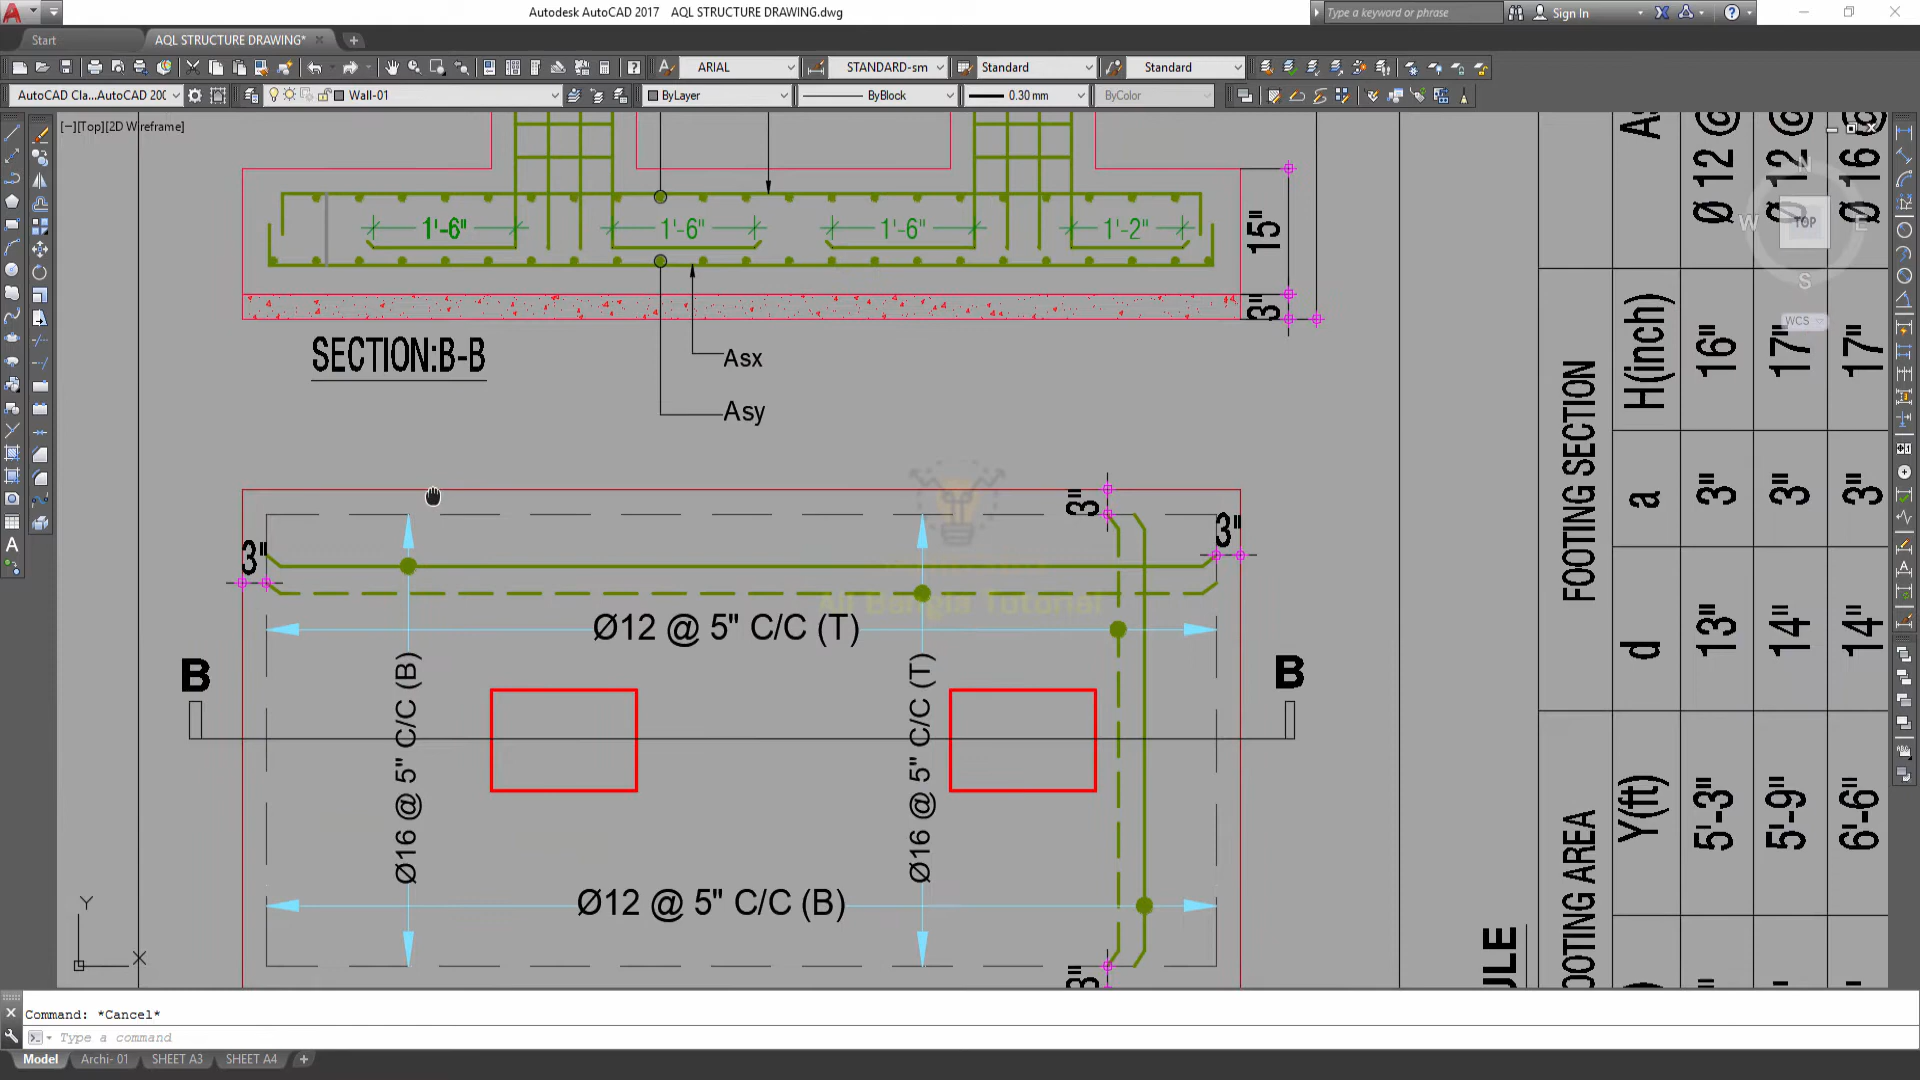 Autodesk AutoCAD 2017 AQL STRUCTURE DRAWING.dwg
Type a keyword or phrase
Sign In
Start
AQL STRUCTURE DRAWING*
ARIAL
STANDARD-sm
Standard
Standard
AutoCAD Cla...AutoCAD 200
Wall-01
ByLayer
ByBlock
0.30 mm
ByColor
[−][Top][2D Wireframe]
1'-6"
1'-6"
1'-6"
1'-2"
15"
3"
SECTION:B-B
Asx
Asy
3"
3"
3"
Ø12 @ 5" C/C (T)
All Bangla Tutorial
B
B
Ø16 @ 5" C/C (B)
Ø16 @ 5" C/C (T)
Ø12 @ 5" C/C (B)
3"
N
W
TOP
E
S
WCS
Ø 12 @
Ø 12 @
Ø 16 @
FOOTING SECTION
H(inch)
16"
17"
17"
a
3"
3"
3"
d
13"
14"
14"
Y(ft)
5'-3"
5'-9"
6'-6"
Y
X
Command: *Cancel*
Type a command
Model
Archi- 01
SHEET A3
SHEET A4